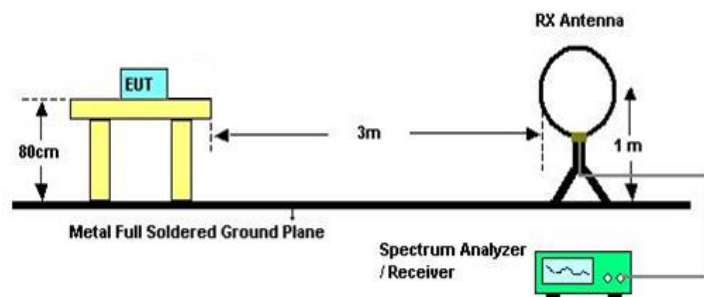 RX Antenna
EUT
3m
80cm
1 m
Metal Full Soldered Ground Plane
Spectrum Analyzer
/ Receiver